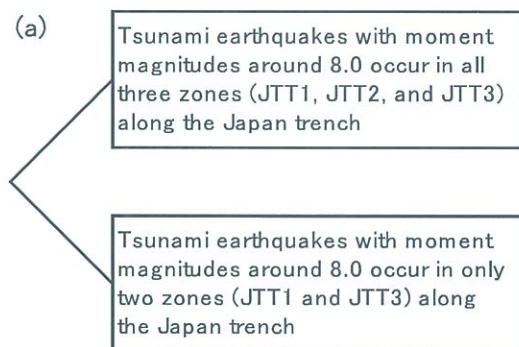 (a)
Tsunami earthquakes with moment
magnitudes around 8.0 occur in all
three zones (JTT1, JTT2, and JTT3)
along the Japan trench
Tsunami earthquakes with moment
magnitudes around 8.0 occur in only
two zones (JTT1 and JTT3) along
the Japan trench